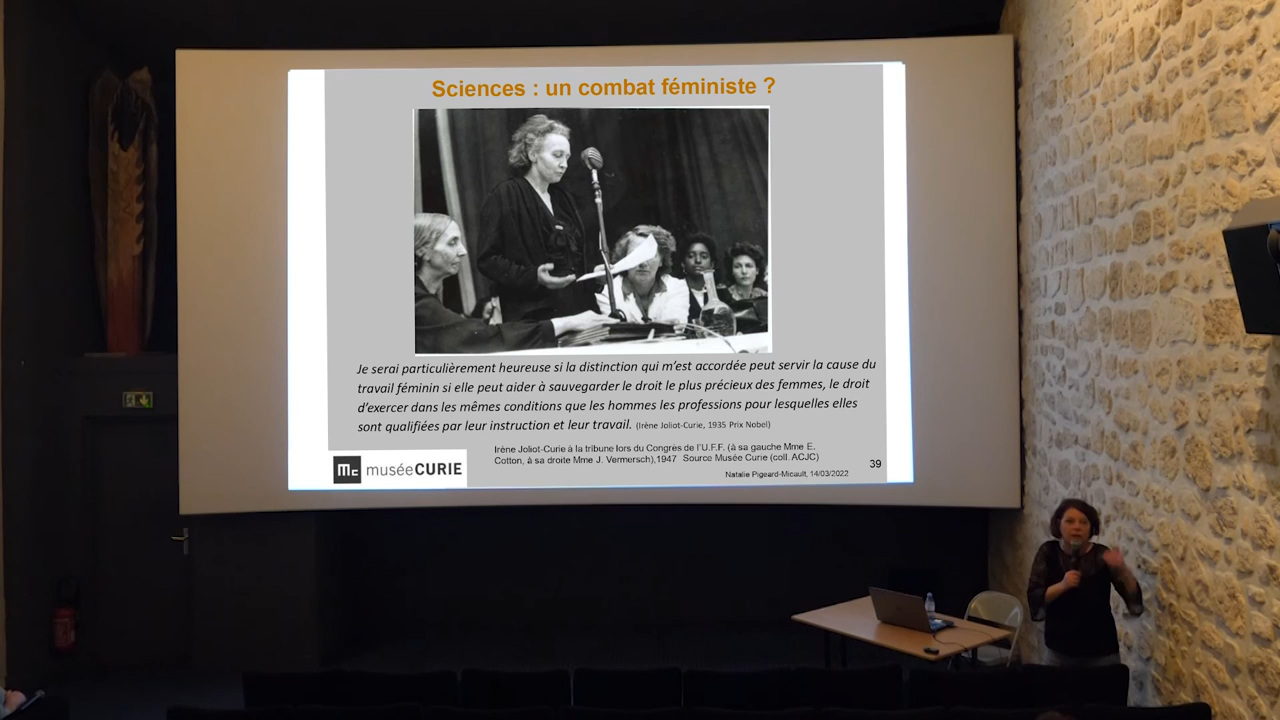 Sciences : un combat féministe ?
Je serai particulièrement heureuse si la distinction qui m'est accordée peut servir la cause du
travail féminin si elle peut aider à sauvegarder le droit le plus précieux des femmes, le droit
d'exercer dans les mêmes conditions que les hommes les professions pour lesquelles elles
sont qualifiées par leur instruction et leur travail. (Irène Joliot-Curie, 1935 Prix Nobel)
Irène Joliot-Curie à la tribune lors du Congrès de l'U.F.F. (à sa gauche Mme E.
Cotton, à sa droite Mme J. Vermersch),1947 Source Musée Curie (coll. ACJC)
Mc muséeCURIE
39
Natalie Pigeard-Micault, 14/03/2022